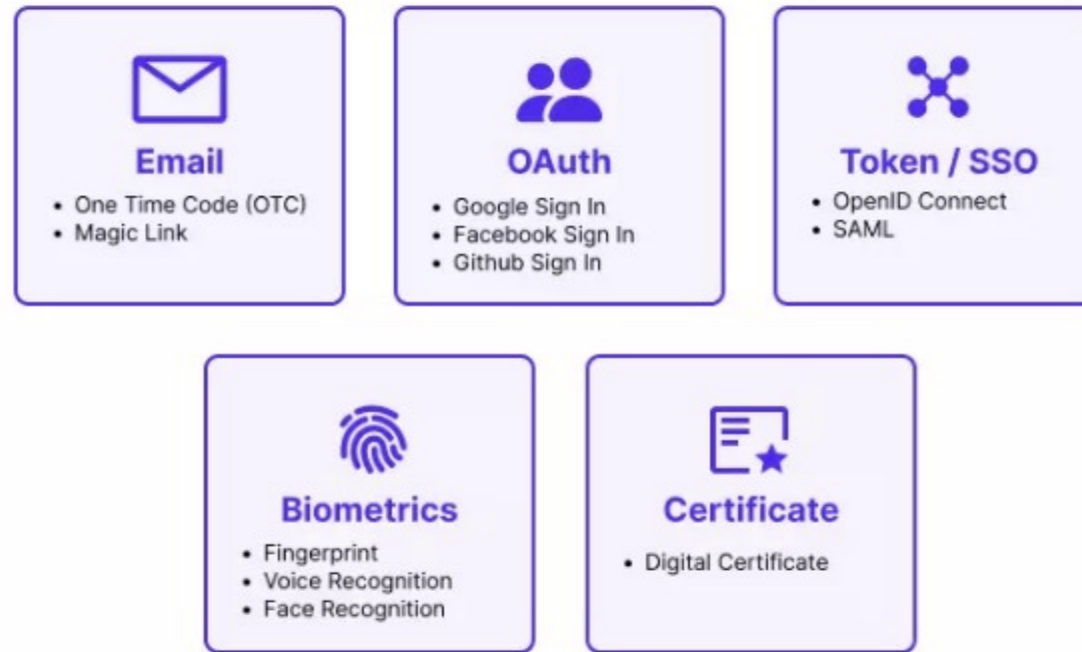 Email
• One Time Code (OTC)
• Magic Link
OAuth
• Google Sign In
• Facebook Sign In
• Github Sign In
Token / SSO
• OpenID Connect
• SAML
Biometrics
• Fingerprint
• Voice Recognition
• Face Recognition
Certificate
• Digital Certificate